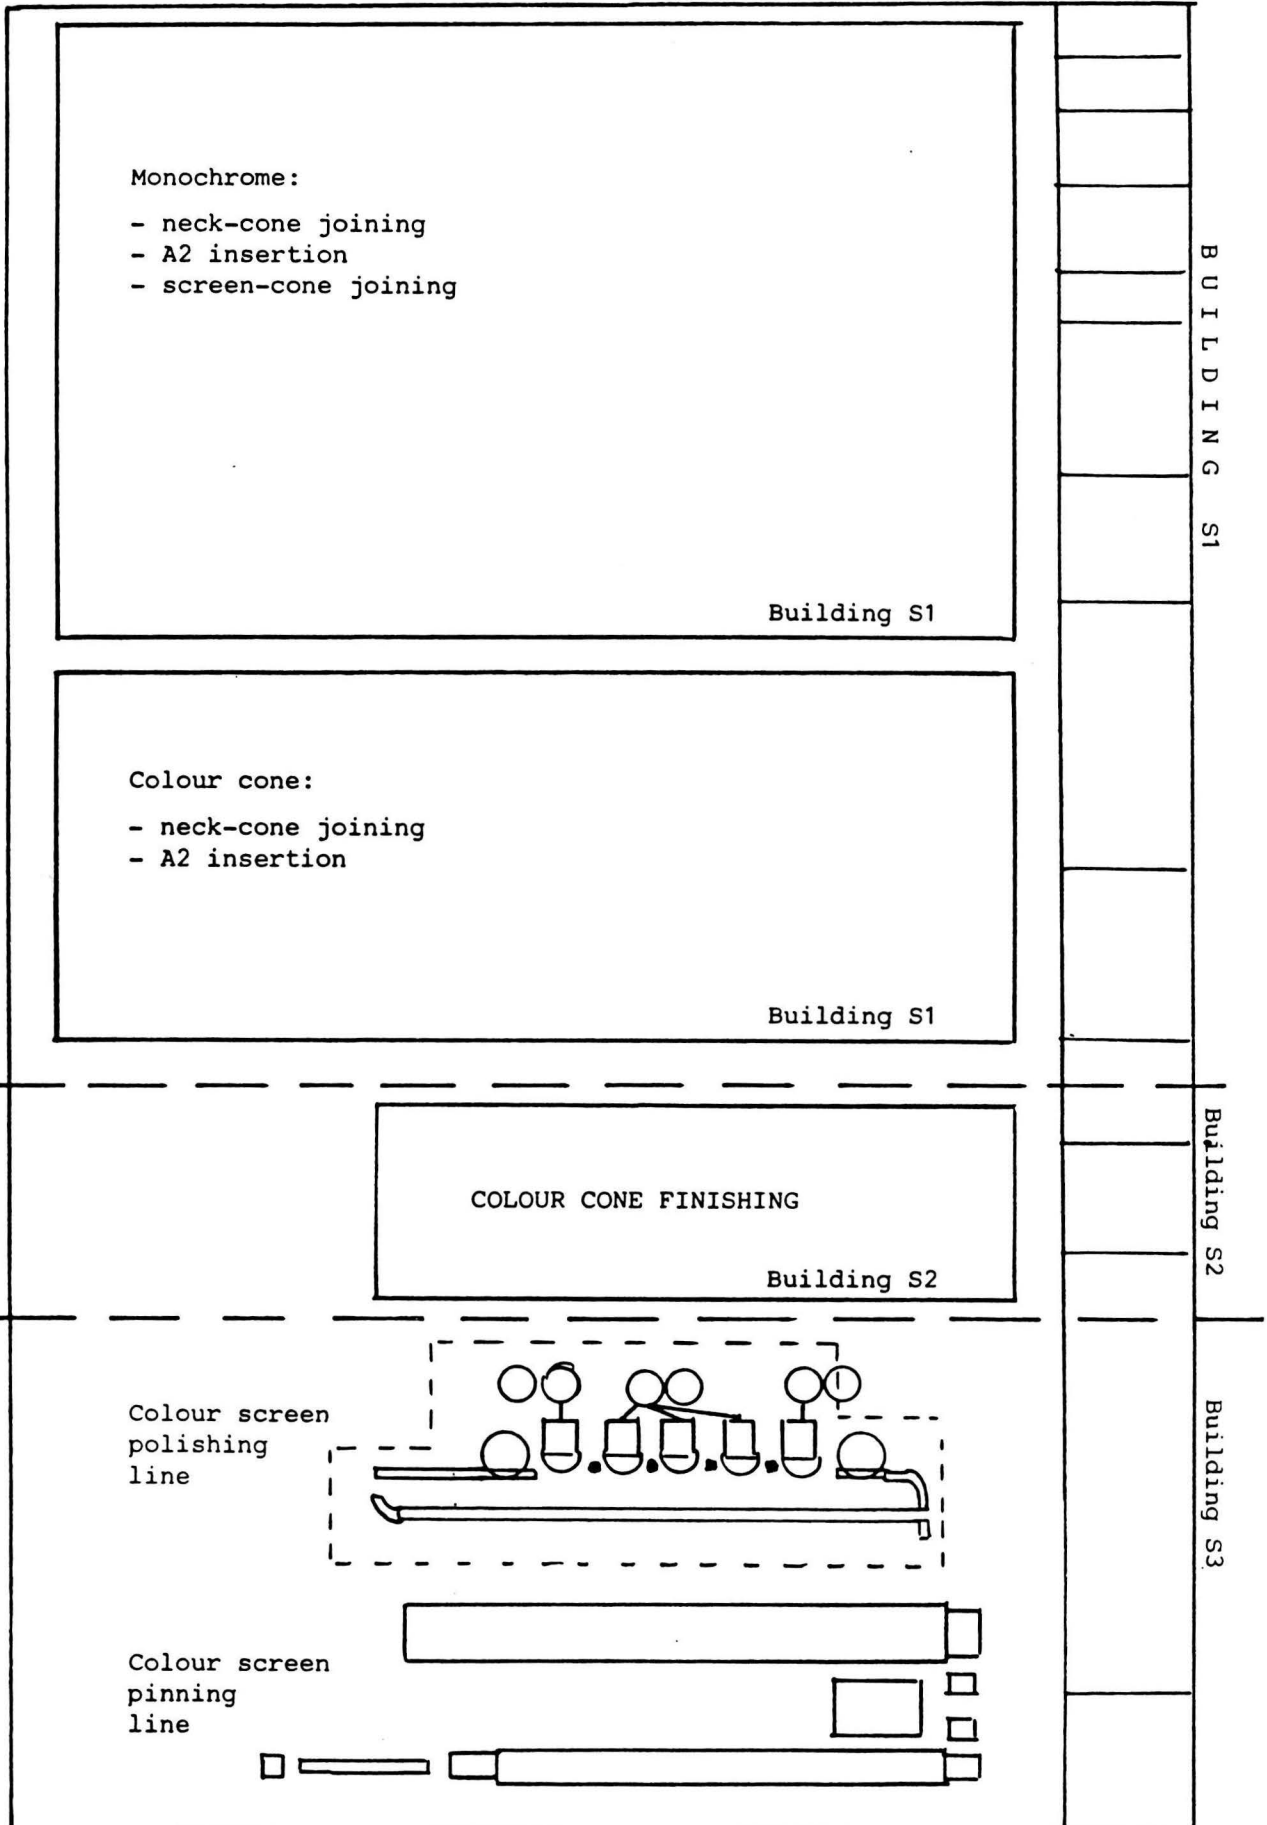 Monochrome:
- neck-cone joining
- A2 insertion
- screen-cone joining
Building S1
BUILDING S1
Colour cone:
- neck-cone joining
- A2 insertion
Building S1
COLOUR CONE FINISHING
Building S2
Building S2
Colour screen
polishing
line
Building S3
Colour screen
pinning
line